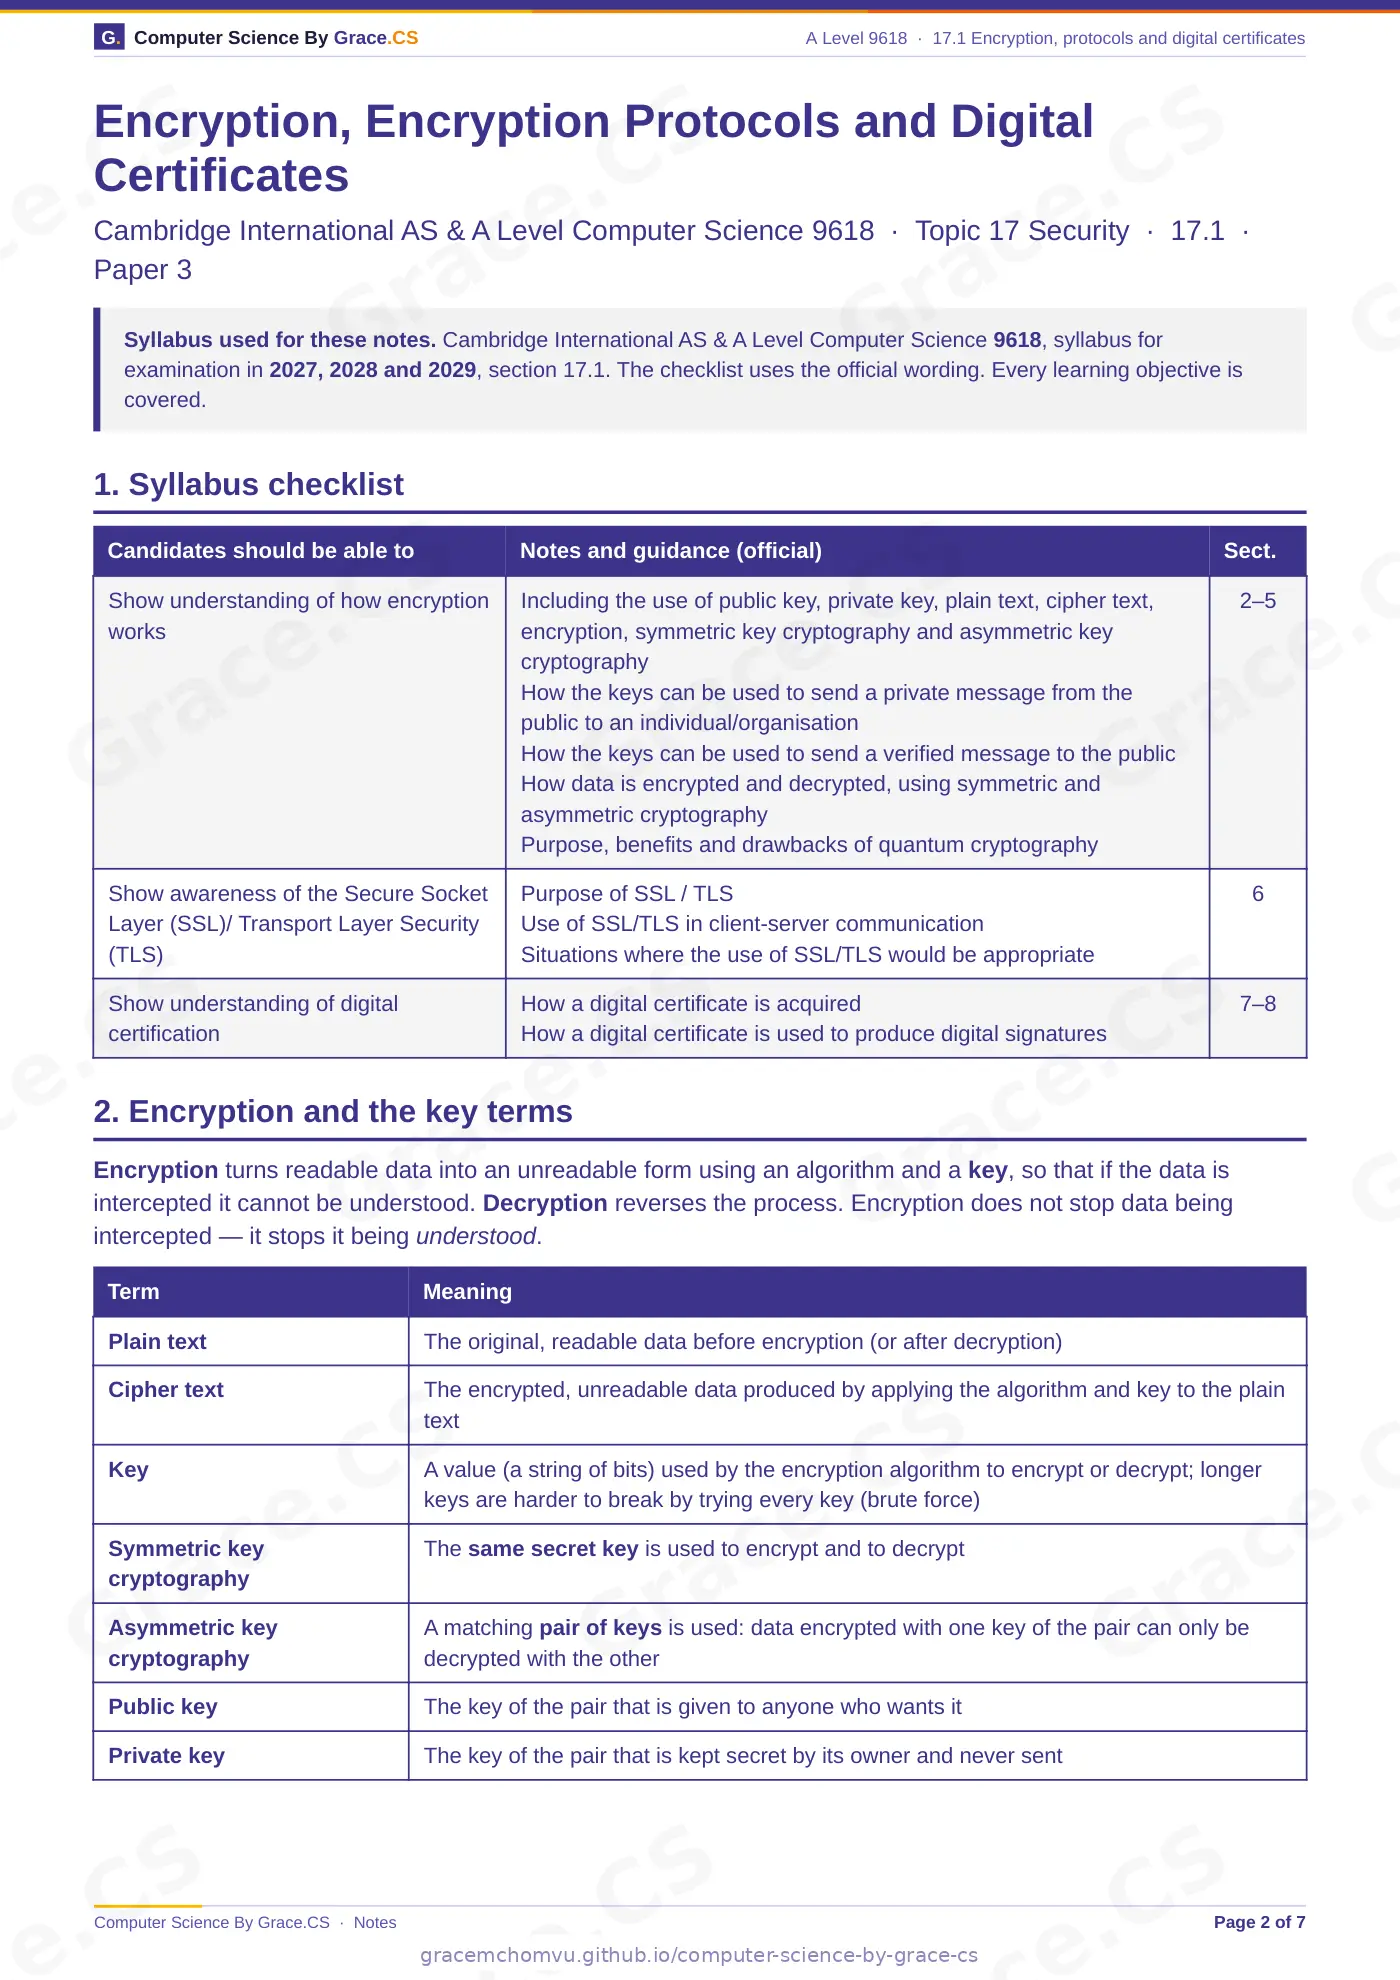 G. Computer Science By Grace.CS
A Level 9618 · 17.1 Encryption, protocols and digital certificates
Encryption, Encryption Protocols and Digital
Certificates
Cambridge International AS & A Level Computer Science 9618 · Topic 17 Security · 17.1 ·
Paper 3
Syllabus used for these notes. Cambridge International AS & A Level Computer Science 9618, syllabus for
examination in 2027, 2028 and 2029, section 17.1. The checklist uses the official wording. Every learning objective is
covered.
1. Syllabus checklist
Candidates should be able to
Notes and guidance (official)
Sect.
Show understanding of how encryption
works
Including the use of public key, private key, plain text, cipher text,
encryption, symmetric key cryptography and asymmetric key
cryptography
How the keys can be used to send a private message from the
public to an individual/organisation
How the keys can be used to send a verified message to the public
How data is encrypted and decrypted, using symmetric and
asymmetric cryptography
Purpose, benefits and drawbacks of quantum cryptography
2–5
Show awareness of the Secure Socket
Layer (SSL)/ Transport Layer Security
(TLS)
Purpose of SSL / TLS
Use of SSL/TLS in client-server communication
Situations where the use of SSL/TLS would be appropriate
6
Show understanding of digital
certification
How a digital certificate is acquired
How a digital certificate is used to produce digital signatures
7–8
2. Encryption and the key terms
Encryption turns readable data into an unreadable form using an algorithm and a key, so that if the data is
intercepted it cannot be understood. Decryption reverses the process. Encryption does not stop data being
intercepted — it stops it being understood.
Term
Meaning
Plain text
The original, readable data before encryption (or after decryption)
Cipher text
The encrypted, unreadable data produced by applying the algorithm and key to the plain
text
Key
A value (a string of bits) used by the encryption algorithm to encrypt or decrypt; longer
keys are harder to break by trying every key (brute force)
Symmetric key
cryptography
The same secret key is used to encrypt and to decrypt
Asymmetric key
cryptography
A matching pair of keys is used: data encrypted with one key of the pair can only be
decrypted with the other
Public key
The key of the pair that is given to anyone who wants it
Private key
The key of the pair that is kept secret by its owner and never sent
Computer Science By Grace.CS · Notes
Page 2 of 7
gracemchomvu.github.io/computer-science-by-grace-cs